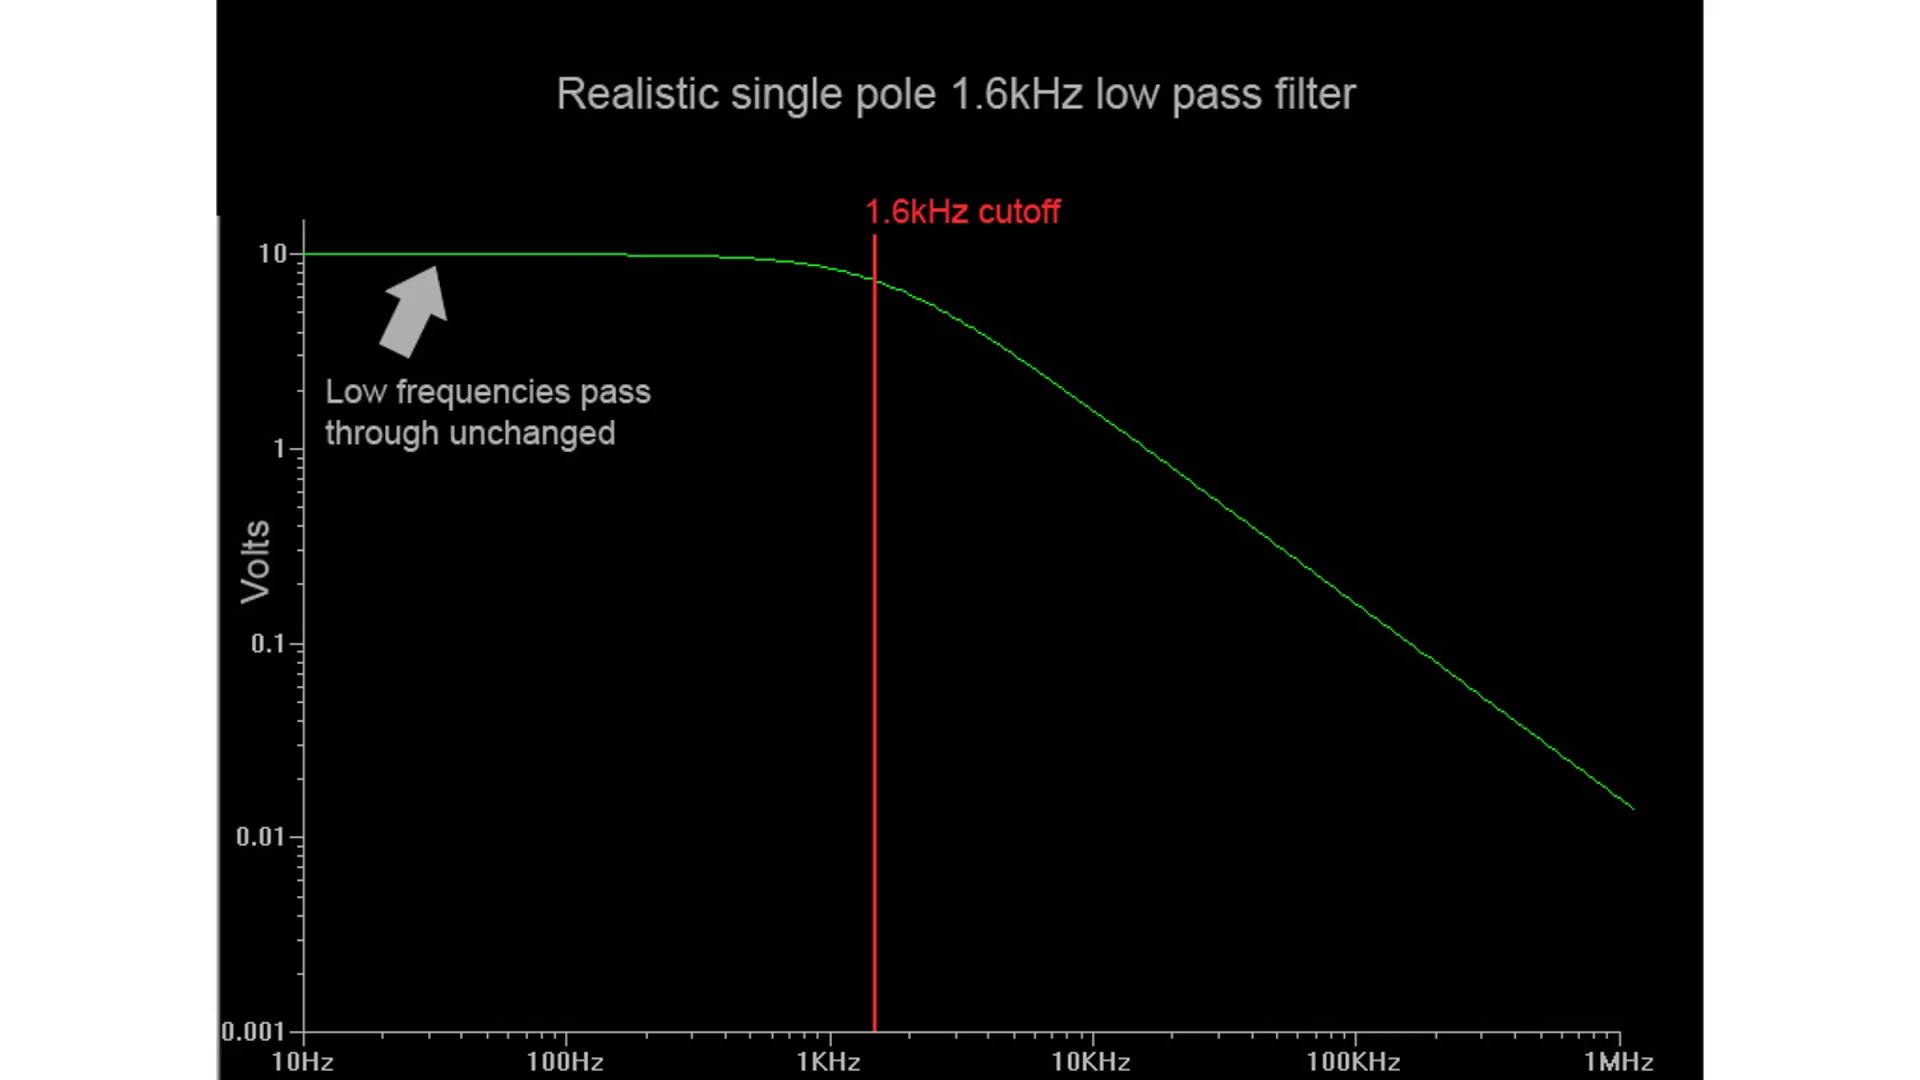 Realistic single pole 1.6kHz low pass filter
1.6kHz cutoff
10
Low frequencies pass
through unchanged
1
Volts
0.1
0.01
0.001
10Hz 100Hz 1KHz 10KHz 100KHz 1MHz